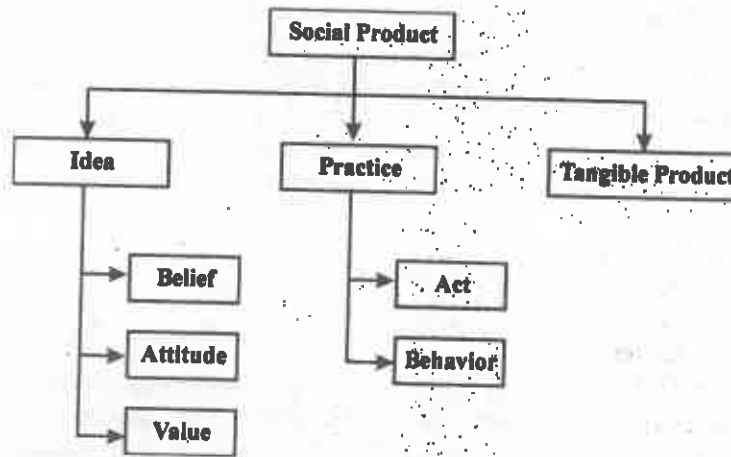 Social Product
Idea
Practice
Tangible Product
Belief
Act
Attitude
Behavior
Value